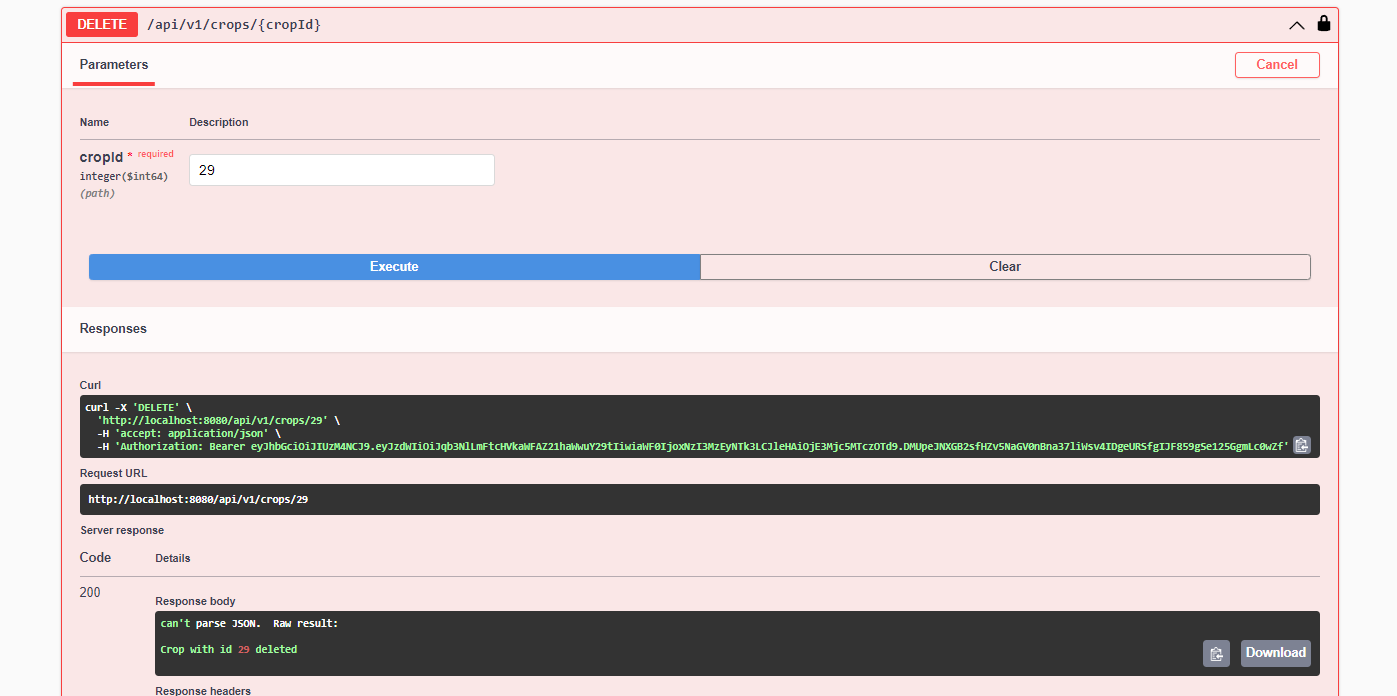 DELETE /api/v1/crops/{cropId}
Parameters
Cancel
Name Description
cropId * required
integer($int64)
(path)
29
Execute Clear
Responses
Curl
curl -X 'DELETE' \
'http://localhost:8080/api/v1/crops/29' \
-H 'accept: application/json' \
-H 'Authorization: Bearer eyJhbGciOiJIUzM4NCJ9.eyJzdWIiOiJqb3NlLmFtcHVkaWFAZ21haWwuY29tIiwiaWF0IjoxNzI3MzEyNTk3LCJleHAiOjE3Mjc5MTczOTd9.DMUpeJNXGB2sfHZv5NaGV0nBna37liWsv4IDgeURSfgIJF859g5e125GgmLc0wZf'
Request URL
http://localhost:8080/api/v1/crops/29
Server response
Code Details
200
Response body
can't parse JSON. Raw result:
Crop with id 29 deleted
Download
Response headers